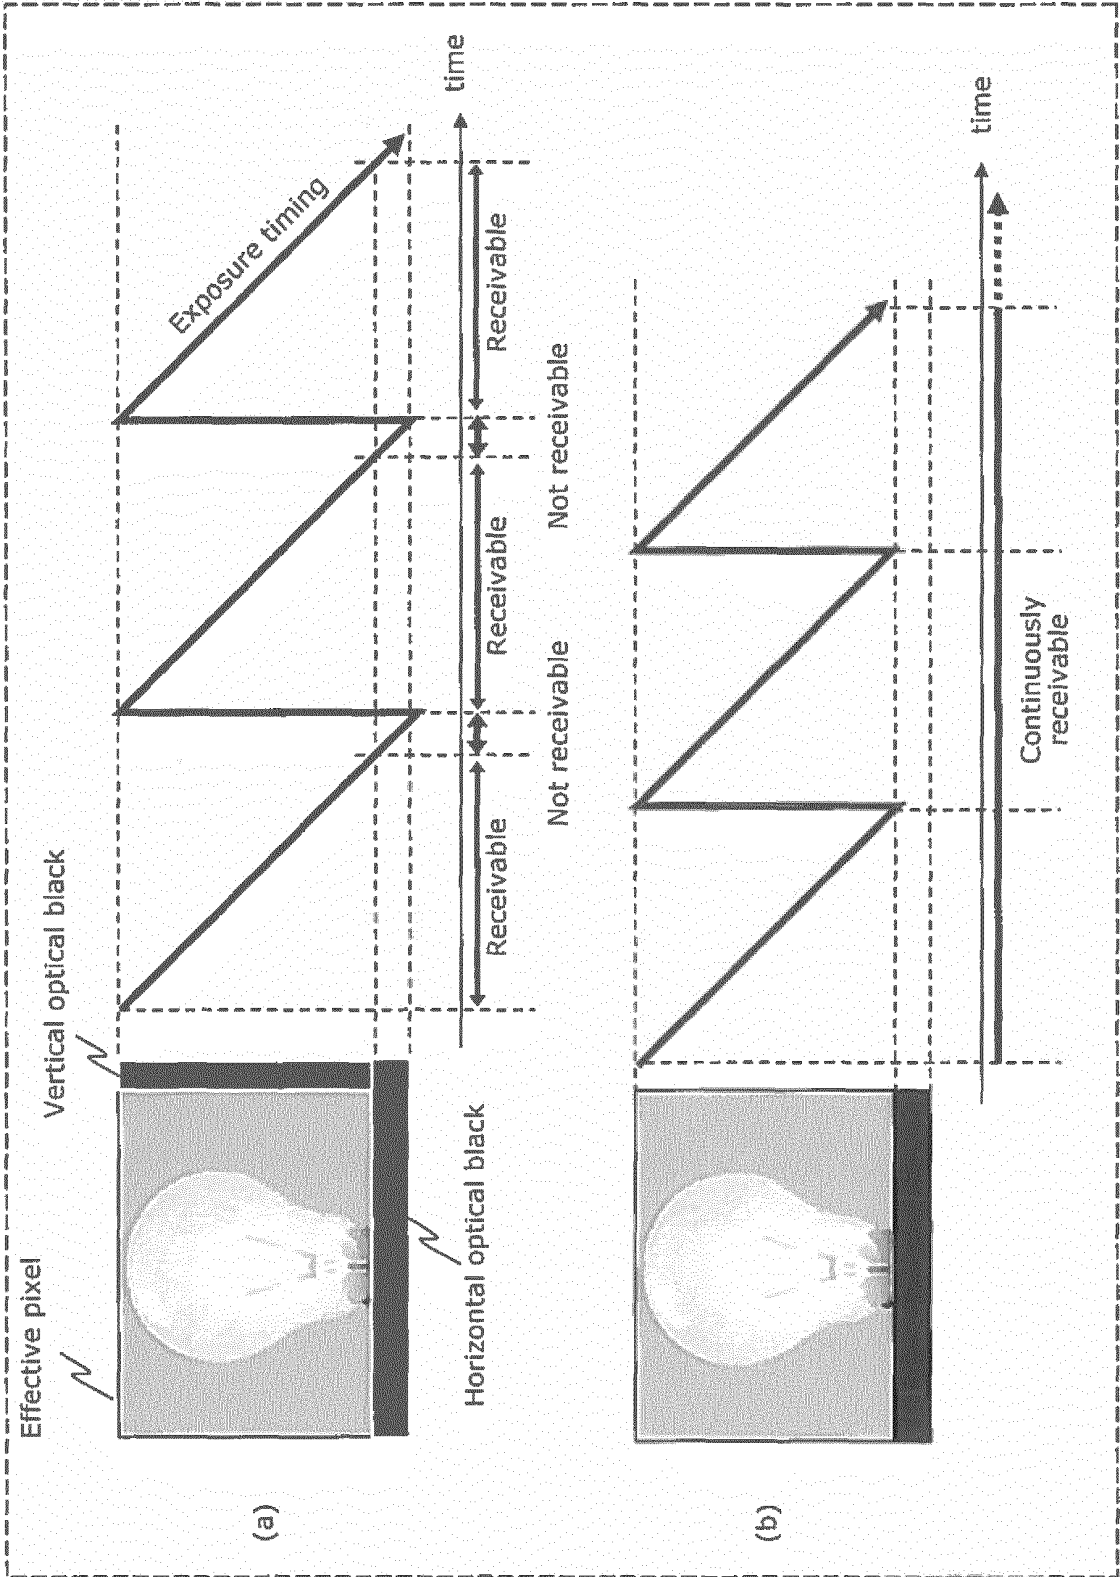 (a)
Effective pixel
Vertical optical black
Horizontal optical black
Exposure timing
time
Receivable
Receivable
Receivable
Not receivable
Not receivable
(b)
time
Continuously
receivable